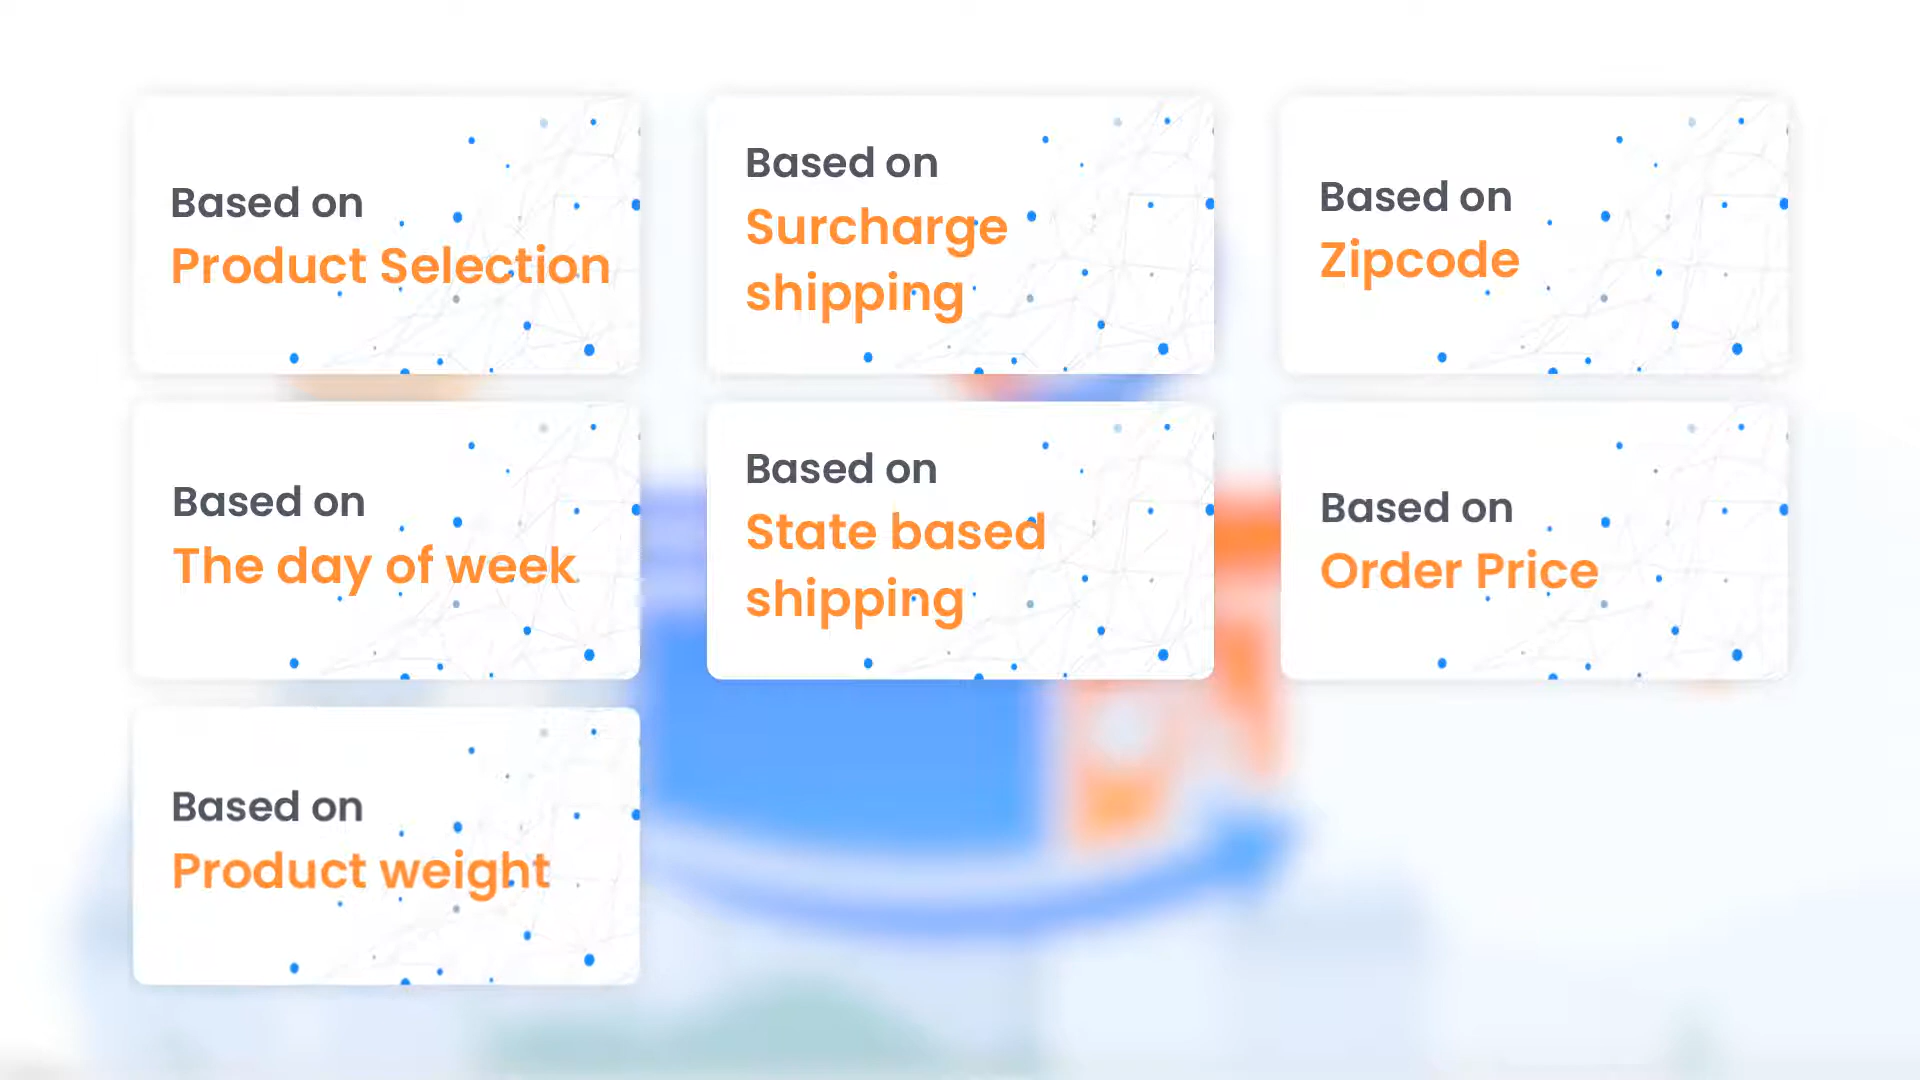 Based on
Product Selection
Based on
Surcharge
shipping
Based on
Zipcode
Based on
The day of week
Based on
State based
shipping
Based on
Order Price
Based on
Product weight